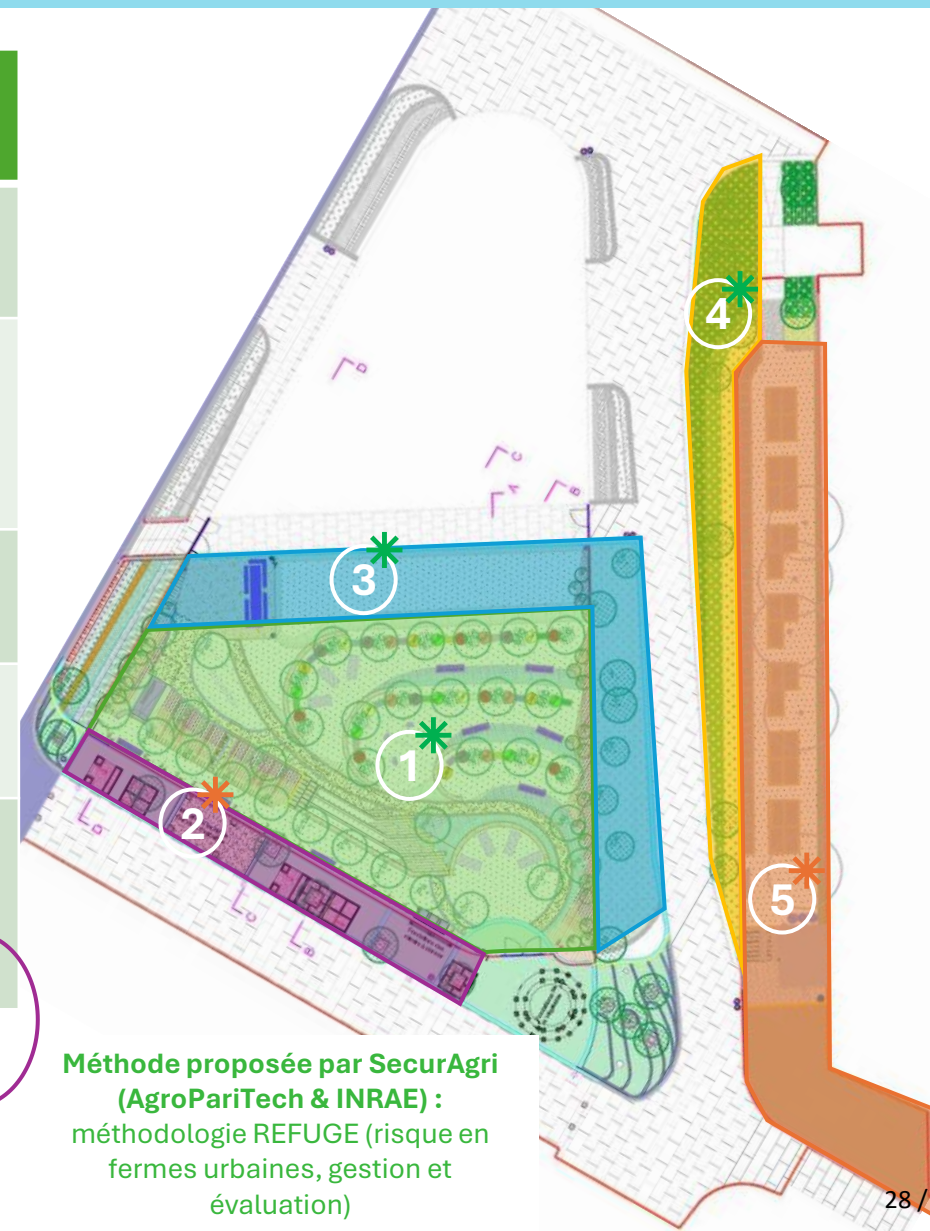 4
3
1
2
5
D
C
A
B
D
C
B
Méthode proposée par SecurAgri
(AgroPariTech & INRAE) :
méthodologie REFUGE (risque en
fermes urbaines, gestion et
évaluation)
28 /